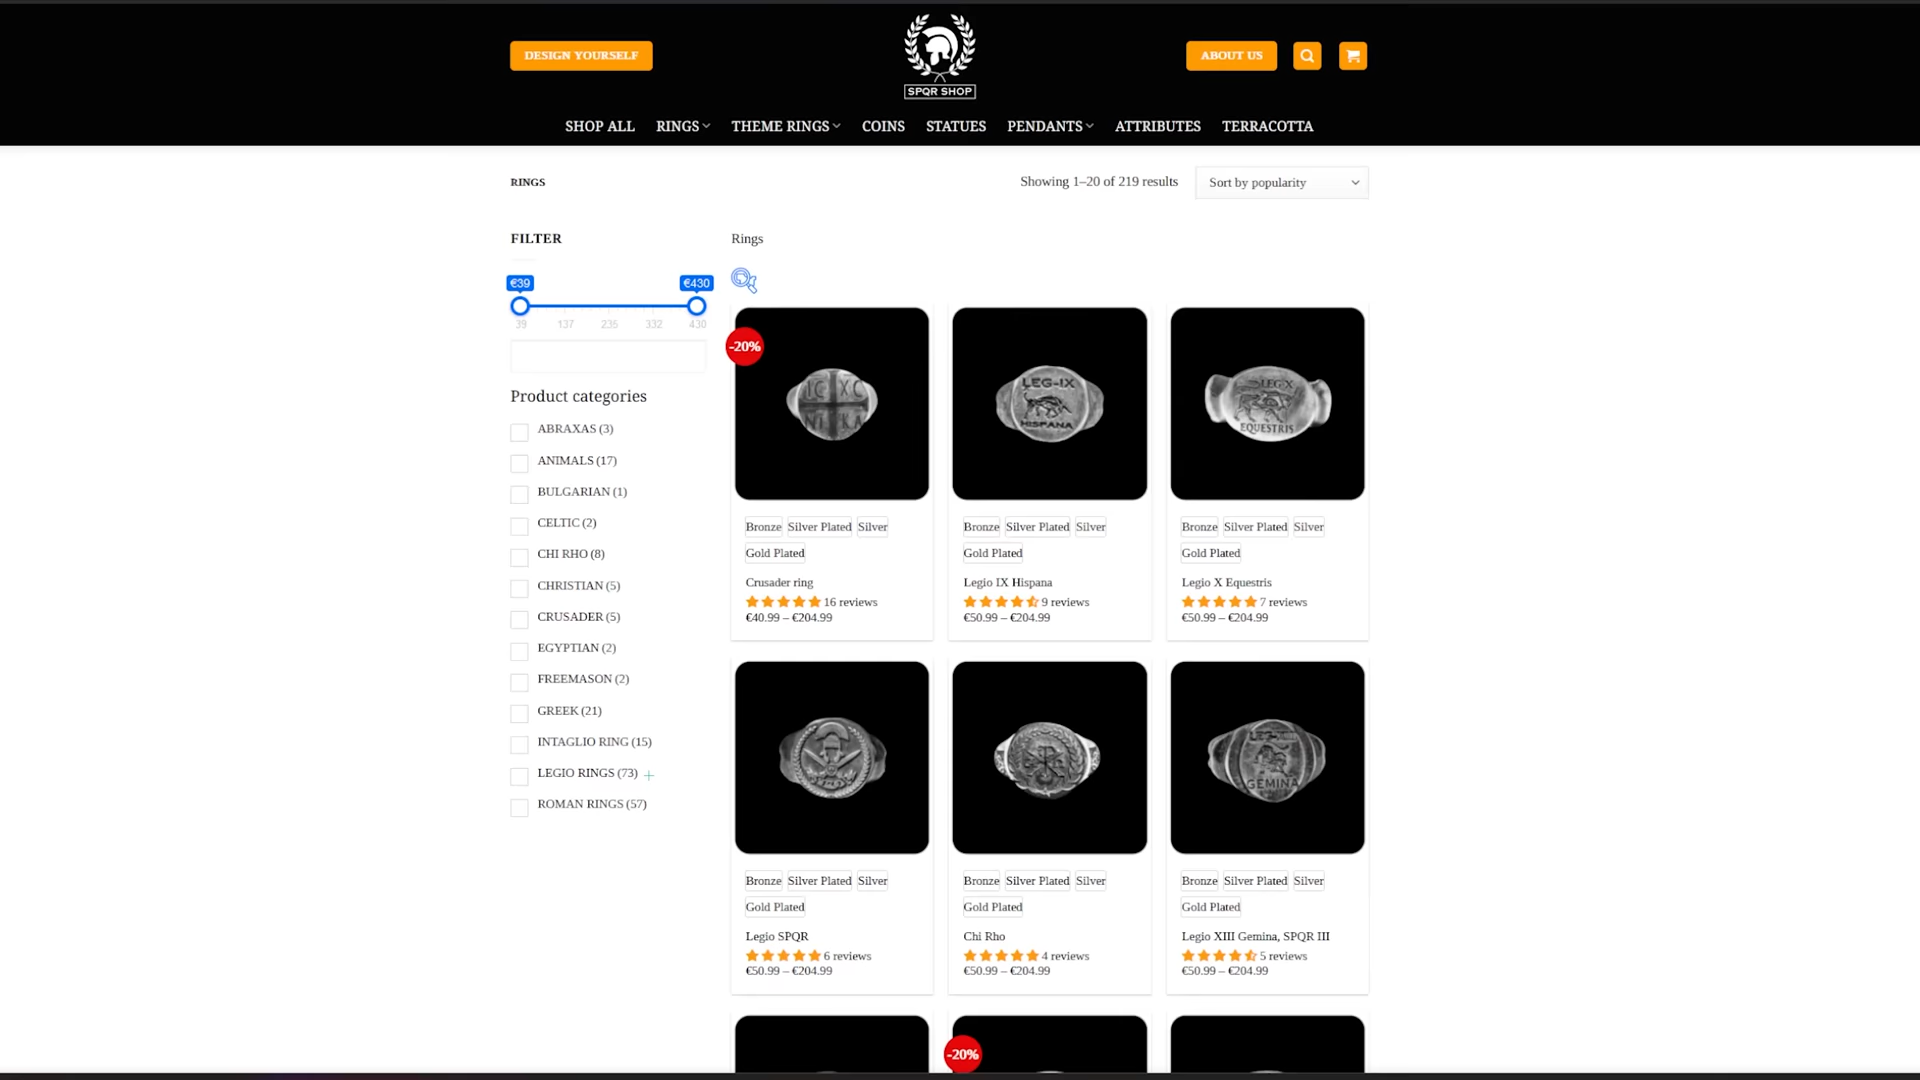 DESIGN YOURSELF
SPQR SHOP
ABOUT US
SHOP ALL RINGS THEME RINGS COINS STATUES PENDANTS ATTRIBUTES TERRACOTTA
RINGS
Showing 1–20 of 219 results
Sort by popularity
FILTER
€39 €430
39 137 235 332 430
Product categories
ABRAXAS (3)
ANIMALS (17)
BULGARIAN (1)
CELTIC (2)
CHI RHO (8)
CHRISTIAN (5)
CRUSADER (5)
EGYPTIAN (2)
FREEMASON (2)
GREEK (21)
INTAGLIO RING (15)
LEGIO RINGS (73) +
ROMAN RINGS (57)
Rings
-20%
IC XC
NI KA
Bronze Silver Plated Silver
Gold Plated
Crusader ring
16 reviews
€40.99 – €204.99
LEG-IX
HISPANA
Bronze Silver Plated Silver
Gold Plated
Legio IX Hispana
9 reviews
€50.99 – €204.99
LEG-X
EQUESTRIS
Bronze Silver Plated Silver
Gold Plated
Legio X Equestris
7 reviews
€50.99 – €204.99
Bronze Silver Plated Silver
Gold Plated
Legio SPQR
6 reviews
€50.99 – €204.99
Bronze Silver Plated Silver
Gold Plated
Chi Rho
4 reviews
€50.99 – €204.99
LEG-XIII
GEMINA
Bronze Silver Plated Silver
Gold Plated
Legio XIII Gemina, SPQR III
5 reviews
€50.99 – €204.99
-20%